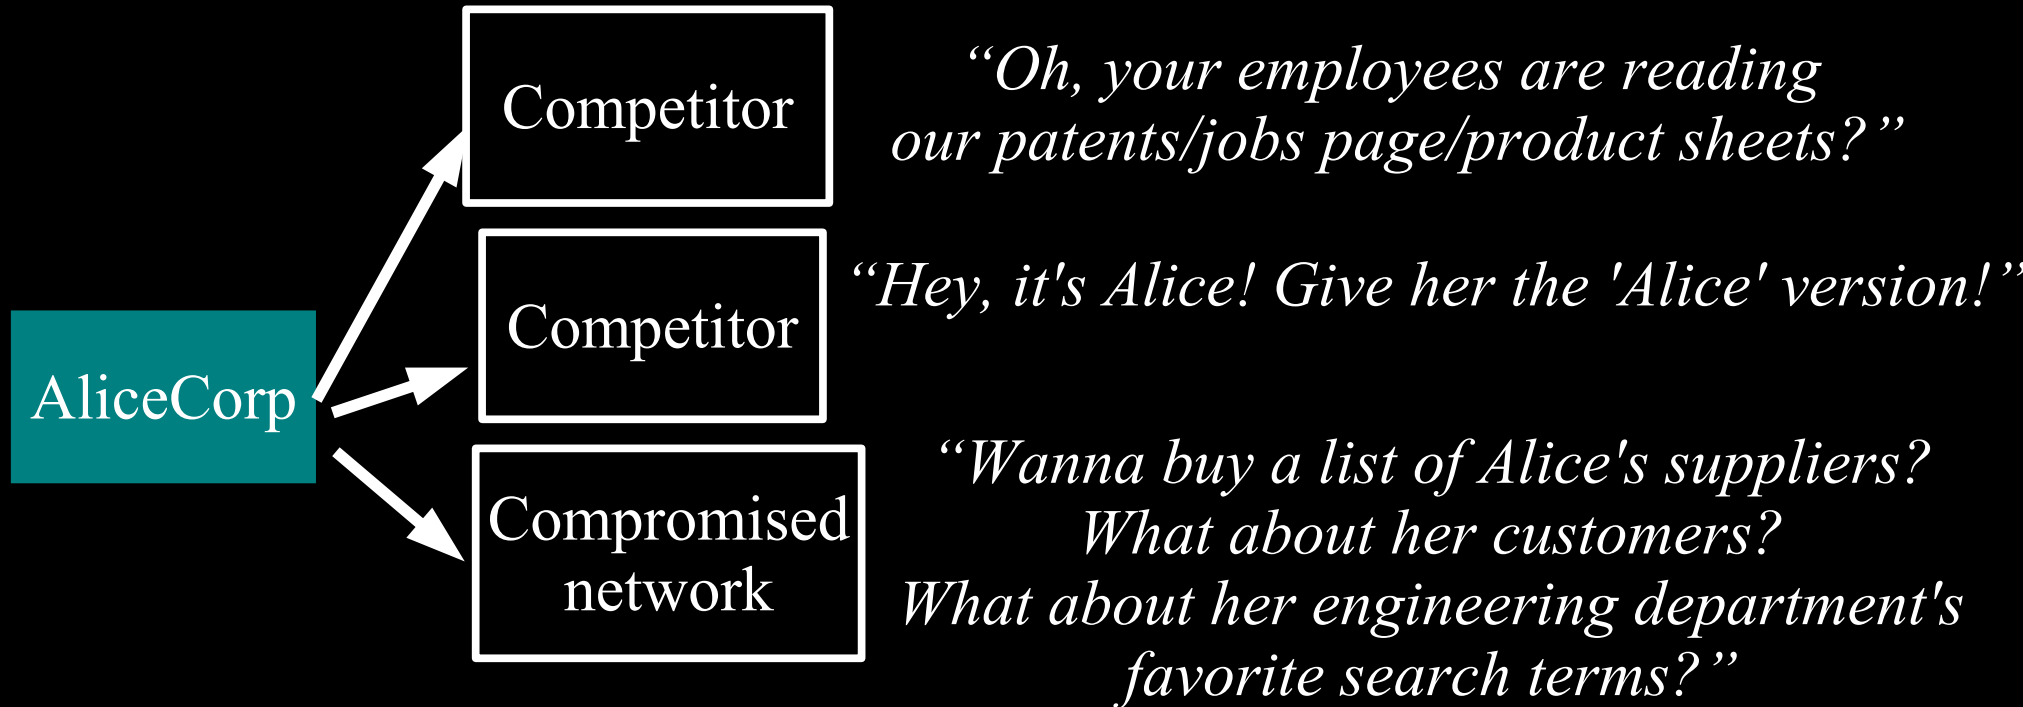 Competitor
“Oh, your employees are reading
our patents/jobs page/product sheets?”
Competitor
“Hey, it's Alice! Give her the 'Alice' version!”
AliceCorp
Compromised
network
“Wanna buy a list of Alice's suppliers?
What about her customers?
What about her engineering department's
favorite search terms?”